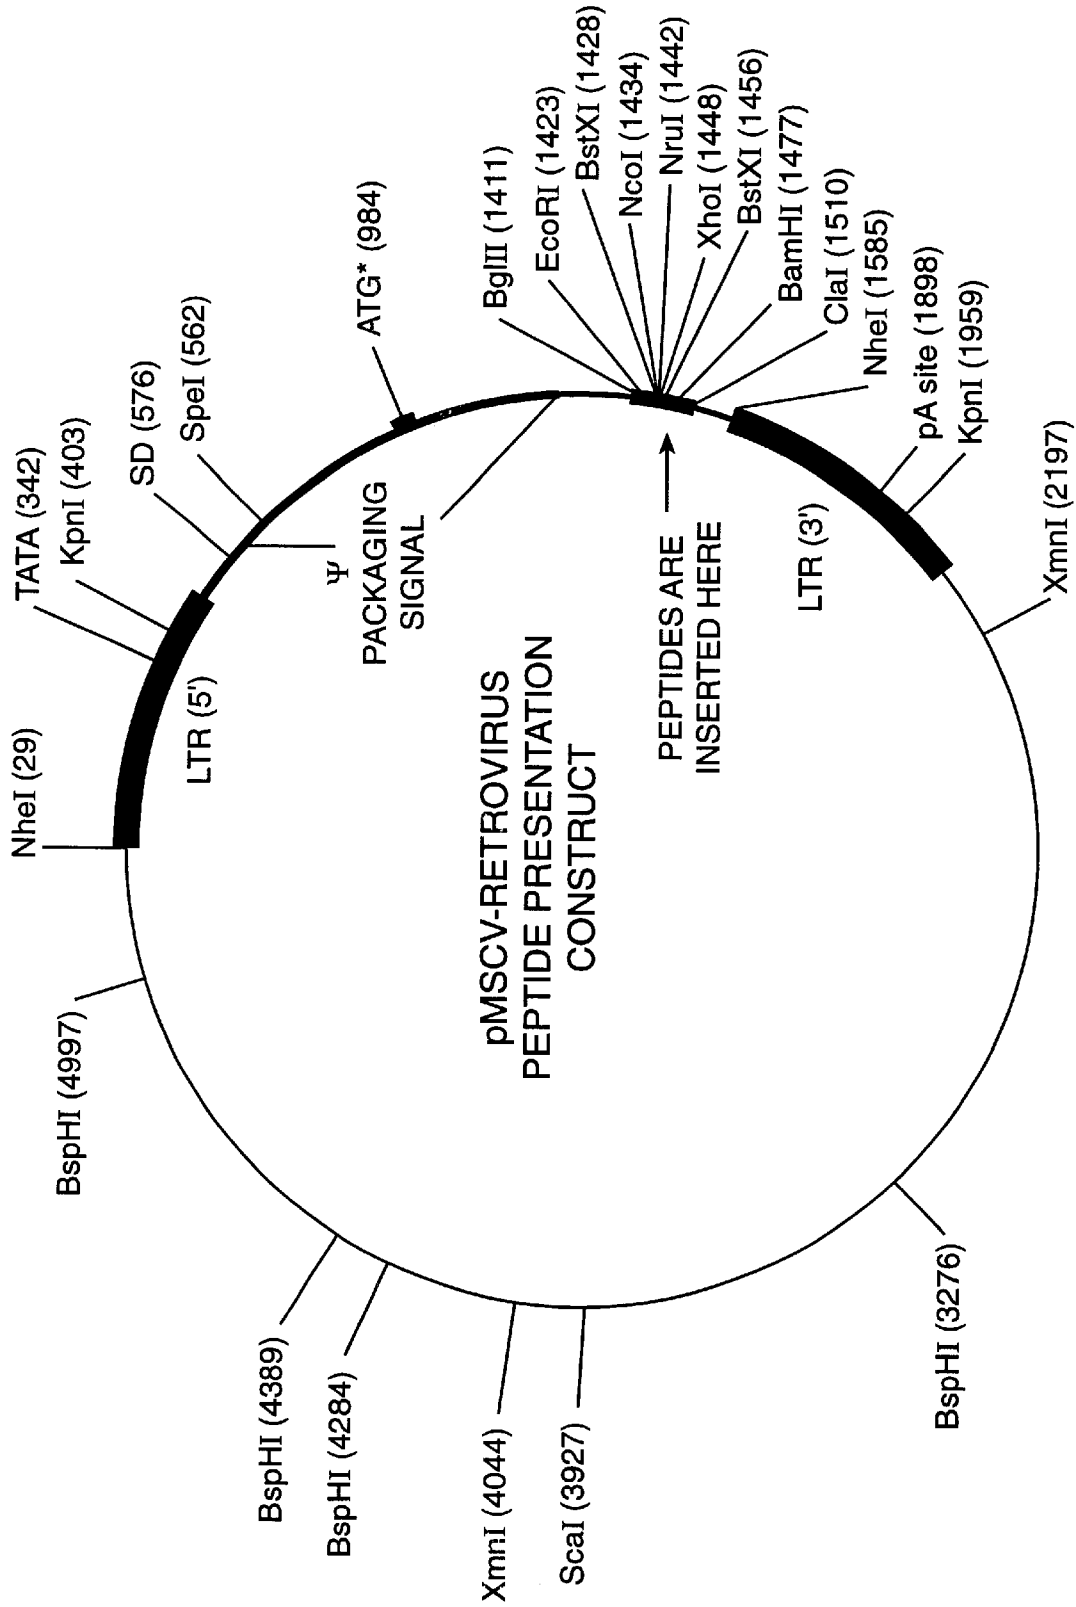 NheI (29)
TATA (342)
KpnI (403)
SD (576)
SpeI (562)
ATG* (984)
BglII (1411)
EcoRI (1423)
BstXI (1428)
NcoI (1434)
NruI (1442)
XhoI (1448)
BstXI (1456)
BamHI (1477)
ClaI (1510)
NheI (1585)
pA site (1898)
KpnI (1959)
XmnI (2197)
BspHI (3276)
ScaI (3927)
XmnI (4044)
BspHI (4284)
BspHI (4389)
BspHI (4997)
LTR (5')
Ψ
PACKAGING
SIGNAL
PEPTIDES ARE
INSERTED HERE
LTR (3')
pMSCV-RETROVIRUS
PEPTIDE PRESENTATION
CONSTRUCT